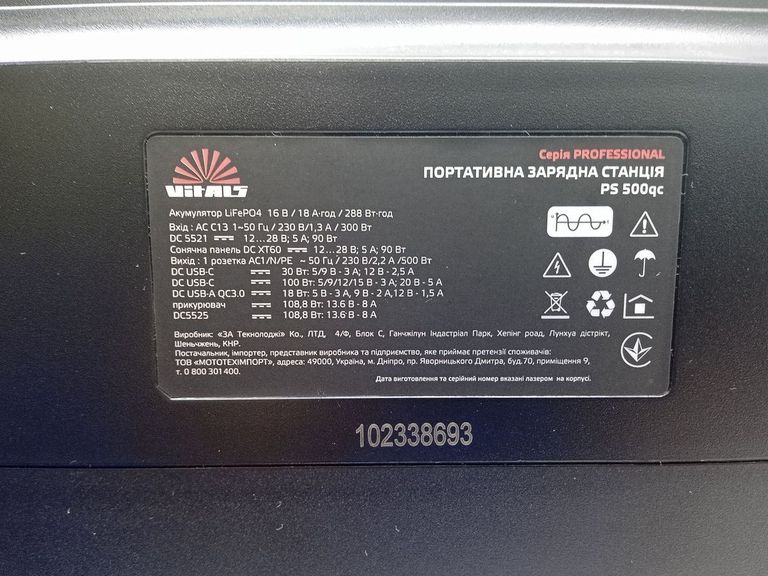 Vitals
Серія PROFESSIONAL
ПОРТАТИВНА ЗАРЯДНА СТАНЦІЯ
PS 500qc
Акумулятор LiFePO4 16 В / 18 А·год / 288 Вт·год
Вхід : AC C13 1~50 Гц / 230 В/1,3 А / 300 Вт
DC 5521 12...28 В; 5 А; 90 Вт
Сонячна панель DC XT60 12...28 В; 5 А; 90 Вт
Вихід : 1 розетка AC1/N/PE ~ 50 Гц / 230 В/2,2 А /500 Вт
DC USB-C 30 Вт: 5/9 В - 3 А; 12 В - 2,5 А
DC USB-C 100 Вт: 5/9/12/15 В - 3 А; 20 В - 5 А
DC USB-A QC3.0 18 Вт: 5 В - 3 А, 9 В - 2 А,12 В - 1,5 А
прикурювач 108,8 Вт: 13.6 В - 8 А
DC5525 108,8 Вт: 13.6 В - 8 А
Виробник: «ЗА Текнолоджі» Ко., ЛТД, 4/Ф, Блок С, Ганчжілун Індастріал Парк, Хепінг роад, Лунхуа дістрікт,
Шеньчжень, КНР.
Постачальник, імпортер, представник виробника та підприємство, яке приймає претензії споживачів:
ТОВ «МОТОТЕХІМПОРТ», адреса: 49000, Україна, м. Дніпро, пр. Яворницького Дмитра, буд.70, приміщення 9,
т. 0 800 301 400.
Дата виготовлення та серійний номер вказані лазером на корпусі.
102338693